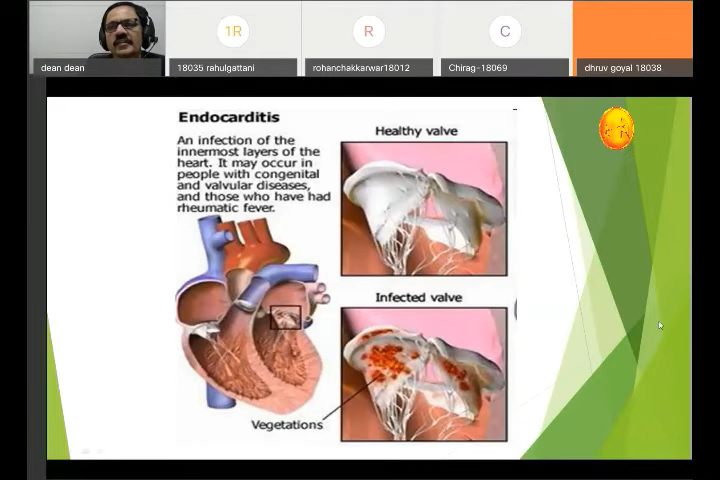 1R
R
C
dean dean
18035 rahulgattani
rohanchakkarwar18012
Chirag-18069
dhruv goyal 18038
Endocarditis
An infection of the
innermost layers of the
heart. It may occur in
people with congenital
and valvular diseases,
and those who have had
rheumatic fever.
Healthy valve
Infected valve
Vegetations